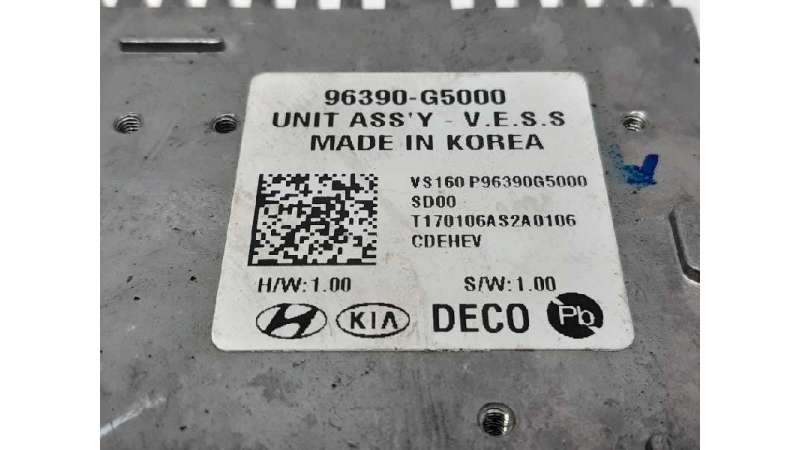 96390-G5000
UNIT ASS'Y - V.E.S.S
MADE IN KOREA
VS160 P96390G5000
SD00
T170106AS2A0106
CDEHEV
H/W:1.00 S/W:1.00
KIA DECO Pb